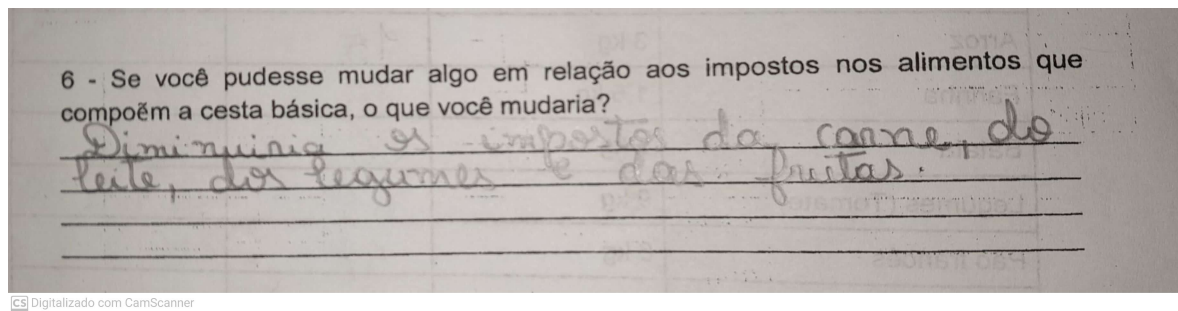 6 - Se você pudesse mudar algo em relação aos impostos nos alimentos que
compoẽm a cesta básica, o que você mudaria?
Diminuiria os impostos da carne, do
leite, dos legumes e das frutas.
CS Digitalizado com CamScanner